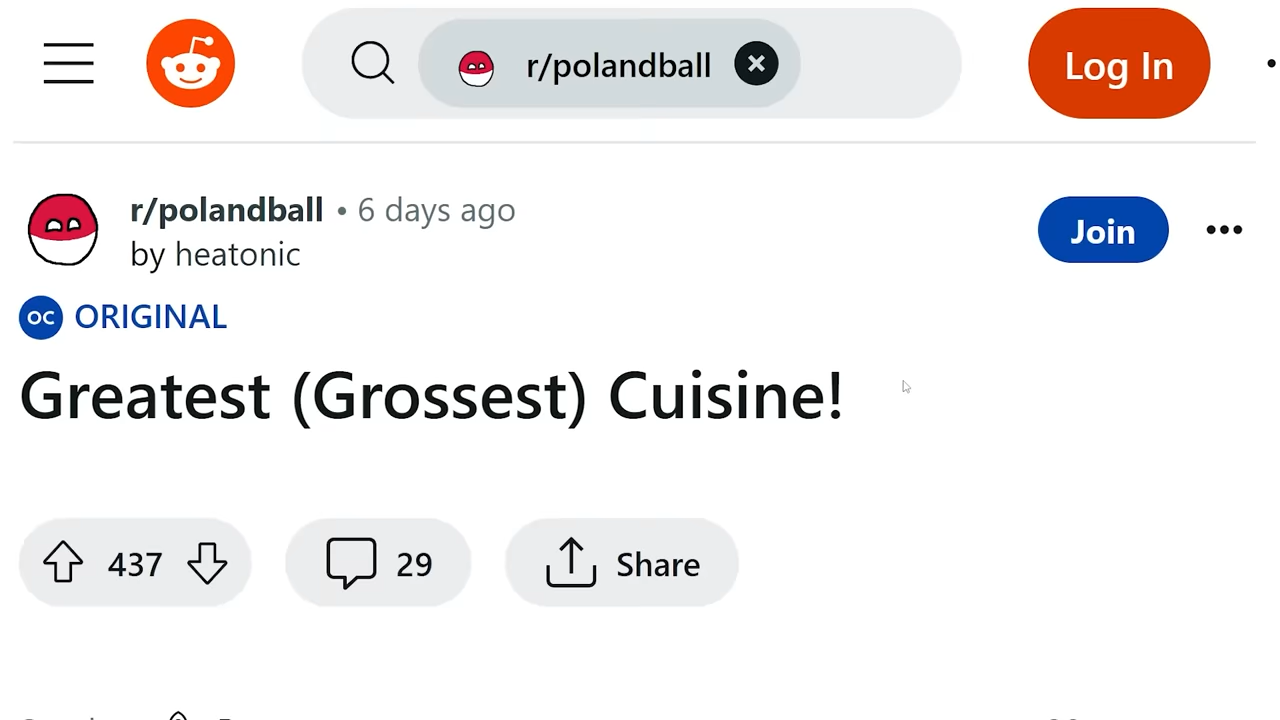 r/polandball
Log In
r/polandball • 6 days ago
by heatonic
Join
OC ORIGINAL
Greatest (Grossest) Cuisine!
437
29
Share